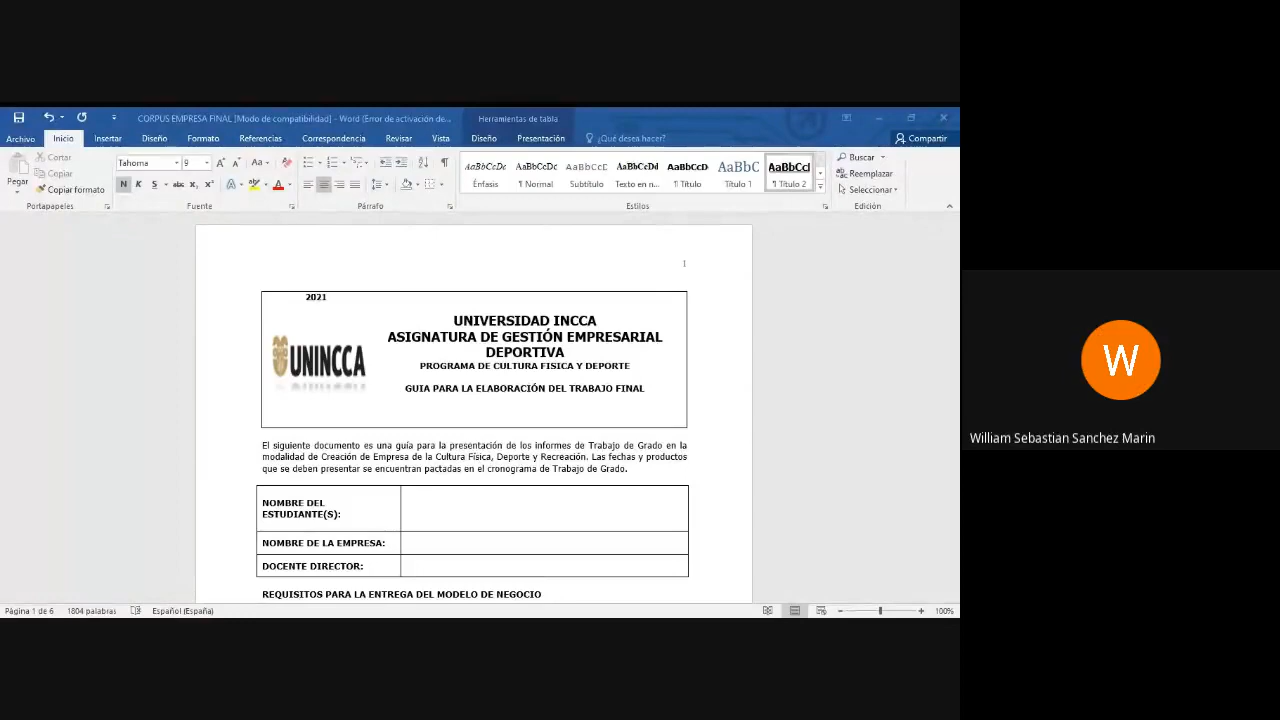 CORPUS EMPRESA FINAL [Modo de compatibilidad] - Word (Error de activación de...
Herramientas de tabla
Archivo Inicio Insertar Diseño Formato Referencias Correspondencia Revisar Vista Diseño Presentación ¿Qué desea hacer? Compartir
Pegar
Cortar
Copiar
Copiar formato
Portapapeles
Tahoma 9 Aa
N K S abc x₂ x² A A
Fuente
Párrafo
AaBbCcDc AaBbCcDc AaBbCcD AaBbCcDd AaBbCcD AaBbC AaBbCcI
Énfasis ¶ Normal Subtítulo Texto en n... ¶ Título Título 1 ¶ Título 2
Estilos
Buscar
Reemplazar
Seleccionar
Edición
1
2021
UNINCCA
UNIVERSIDAD INCCA
ASIGNATURA DE GESTIÓN EMPRESARIAL
DEPORTIVA
PROGRAMA DE CULTURA FISICA Y DEPORTE
GUIA PARA LA ELABORACIÓN DEL TRABAJO FINAL
El siguiente documento es una guía para la presentación de los informes de Trabajo de Grado en la
modalidad de Creación de Empresa de la Cultura Física, Deporte y Recreación. Las fechas y productos
que se deben presentar se encuentran pactadas en el cronograma de Trabajo de Grado.
NOMBRE DEL
ESTUDIANTE(S):
NOMBRE DE LA EMPRESA:
DOCENTE DIRECTOR:
REQUISITOS PARA LA ENTREGA DEL MODELO DE NEGOCIO
Página 1 de 6 1804 palabras Español (España) 100%
W
William Sebastian Sanchez Marin